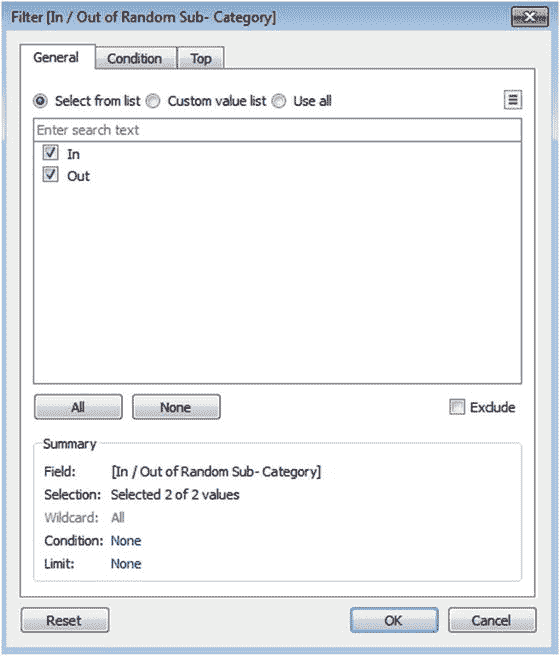 Filter [In / Out of Random Sub- Category]
General Condition Top
Select from list Custom value list Use all
Enter search text
In
Out
All None Exclude
Summary
Field: [In / Out of Random Sub- Category]
Selection: Selected 2 of 2 values
Wildcard: All
Condition: None
Limit: None
Reset OK Cancel